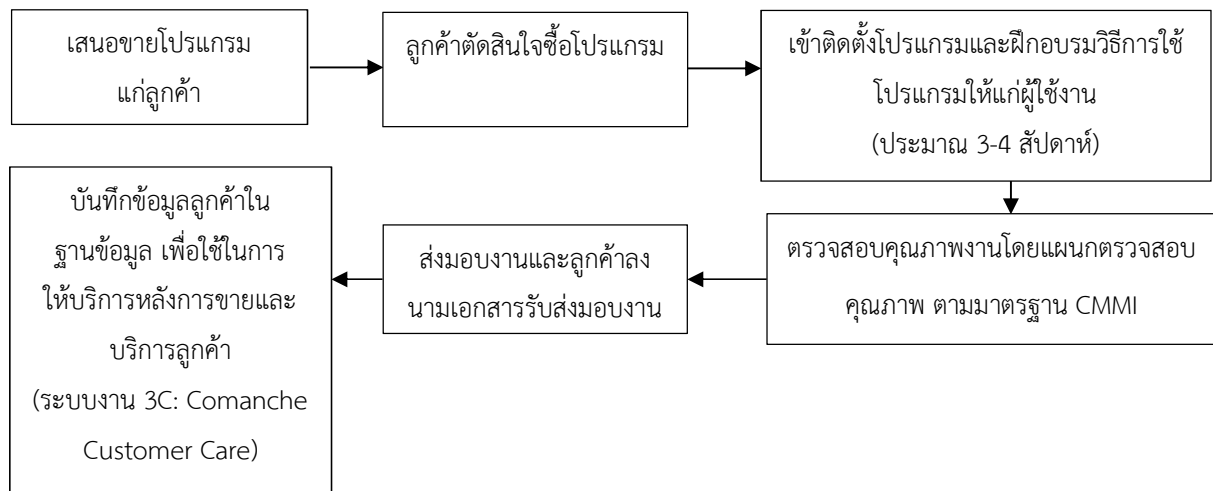 เสนอขายโปรแกรม
แก่ลูกค้า
ลูกค้าตัดสินใจซื้อโปรแกรม
เข้าติดตั้งโปรแกรมและฝึกอบรมวิธีการใช้
โปรแกรมให้แก่ผู้ใช้งาน
(ประมาณ 3-4 สัปดาห์)
ตรวจสอบคุณภาพงานโดยแผนกตรวจสอบ
คุณภาพ ตามมาตรฐาน CMMI
ส่งมอบงานและลูกค้าลง
นามเอกสารรับส่งมอบงาน
บันทึกข้อมูลลูกค้าใน
ฐานข้อมูล เพื่อใช้ในการ
ให้บริการหลังการขายและ
บริการลูกค้า
(ระบบงาน 3C: Comanche
Customer Care)